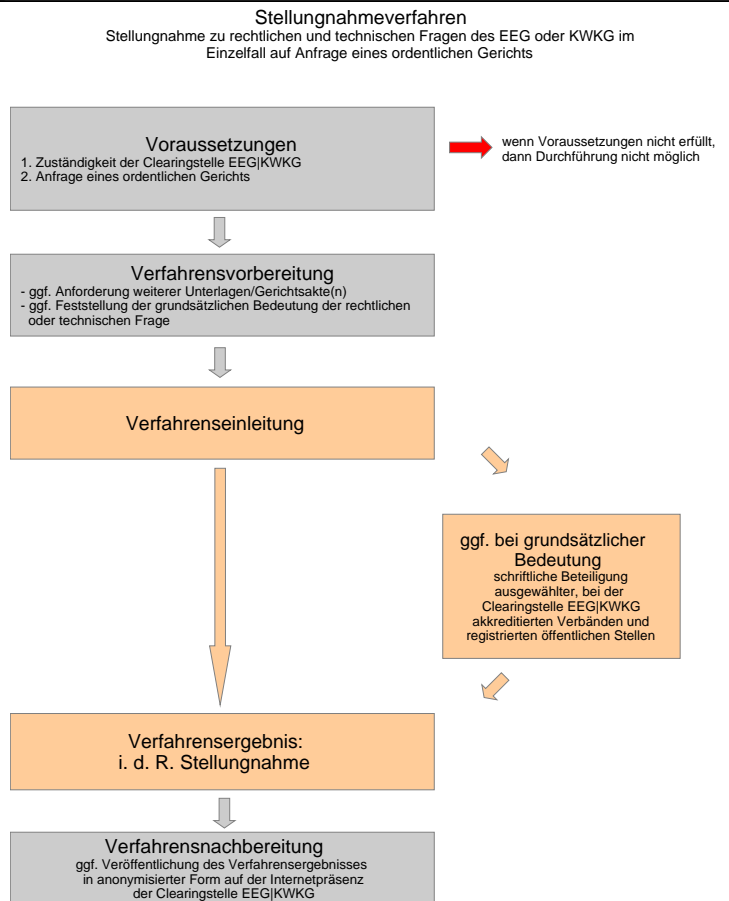 Stellungnahmeverfahren
Stellungnahme zu rechtlichen und technischen Fragen des EEG oder KWKG im
Einzelfall auf Anfrage eines ordentlichen Gerichts
Voraussetzungen
1. Zuständigkeit der Clearingstelle EEG|KWKG
2. Anfrage eines ordentlichen Gerichts
wenn Voraussetzungen nicht erfüllt,
dann Durchführung nicht möglich
Verfahrensvorbereitung
- ggf. Anforderung weiterer Unterlagen/Gerichtsakte(n)
- ggf. Feststellung der grundsätzlichen Bedeutung der rechtlichen
oder technischen Frage
Verfahrenseinleitung
ggf. bei grundsätzlicher
Bedeutung
schriftliche Beteiligung
ausgewählter, bei der
Clearingstelle EEG|KWKG
akkreditierten Verbänden und
registrierten öffentlichen Stellen
Verfahrensergebnis:
i. d. R. Stellungnahme
Verfahrensnachbereitung
ggf. Veröffentlichung des Verfahrensergebnisses
in anonymisierter Form auf der Internetpräsenz
der Clearingstelle EEG|KWKG